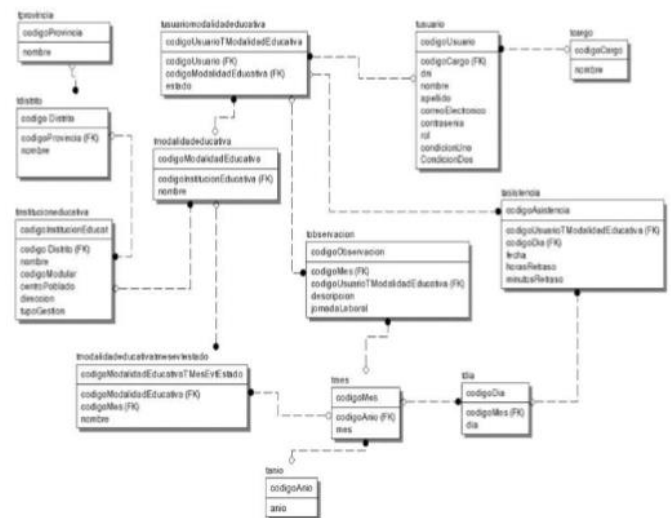 tprovincia
codigoProvincia
nombre
tdistrito
codigo Distrito
codigoProvincia (FK)
nombre
tinstitucioneducativa
codigoInstitucionEducat
codigo Distrito (FK)
nombre
codigoModular
centroPoblado
direccion
tipoGestion
tusuariomodalidadeducativa
codigoUsuarioTModalidadEducativa
codigoUsuario (FK)
codigoModalidadEducativa (FK)
estado
tmodalidadeducativa
codigoModalidadEducativa
codigoInstitucionEducativa (FK)
nombre
tusuario
codigoUsuario
codigoCargo (FK)
dni
nombre
apellido
correoElectronico
contrasenia
rol
condicionUno
CondicionDos
tcargo
codigoCargo
nombre
tasistencia
codigoAsistencia
codigoUsuarioTModalidadEducativa (FK)
codigoDia (FK)
fecha
horasRetraso
minutosRetraso
tobservacion
codigoObservacion
codigoMes (FK)
codigoUsuarioTModalidadEducativa (FK)
descripcion
jornadaLaboral
tmodalidadeducativatmesevtestado
codigoModalidadEducativaTMesEvtEstado
codigoModalidadEducativa (FK)
codigoMes (FK)
nombre
tmes
codigoMes
codigoAnio (FK)
mes
tdia
codigoDia
codigoMes (FK)
dia
tanio
codigoAnio
anio